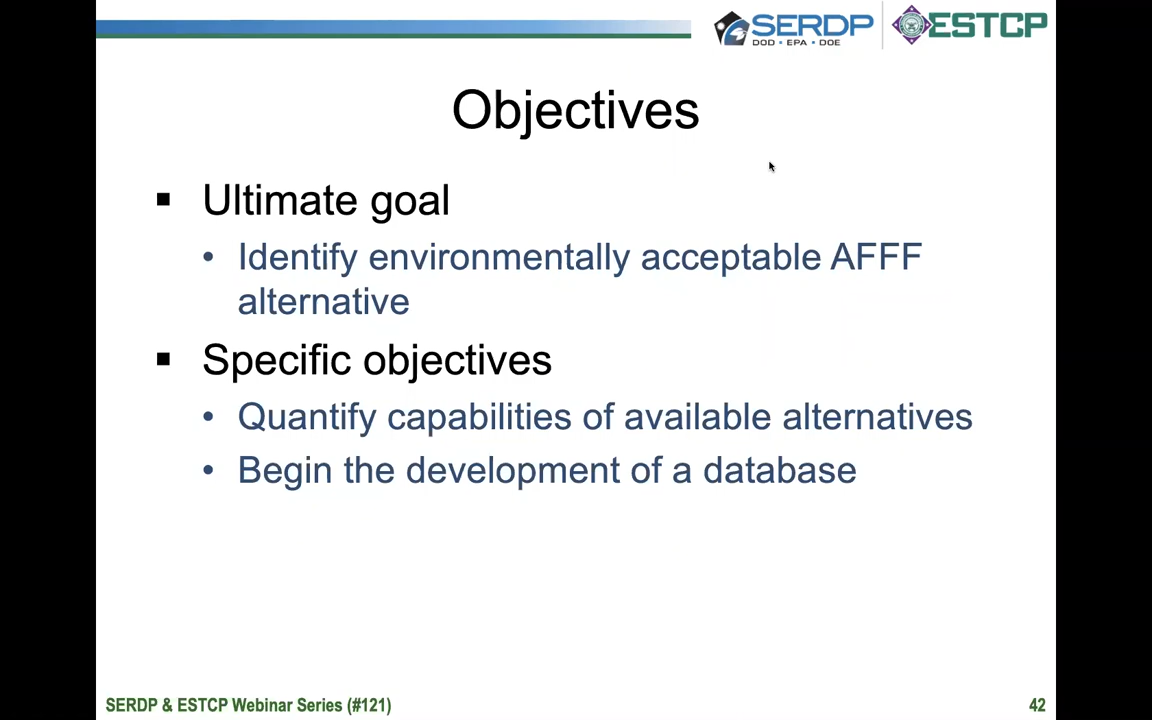 SERDP
DOD • EPA • DOE
ESTCP
Objectives
▪ Ultimate goal
• Identify environmentally acceptable AFFF
alternative
▪ Specific objectives
• Quantify capabilities of available alternatives
• Begin the development of a database
SERDP & ESTCP Webinar Series (#121)
42